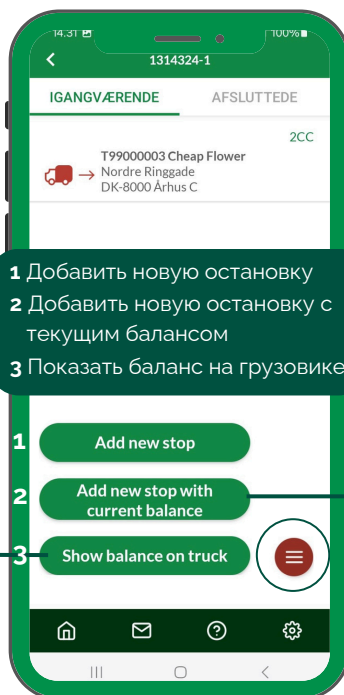 14.31 100%
1314324-1
IGANGVÆRENDE AFSLUTTEDE
2CC
T99000003 Cheap Flower
Nordre Ringgade
DK-8000 Århus C
1 Добавить новую остановку
2 Добавить новую остановку с
текущим балансом
3 Показать баланс на грузовике
1 Add new stop
2 Add new stop with
current balance
3 Show balance on truck